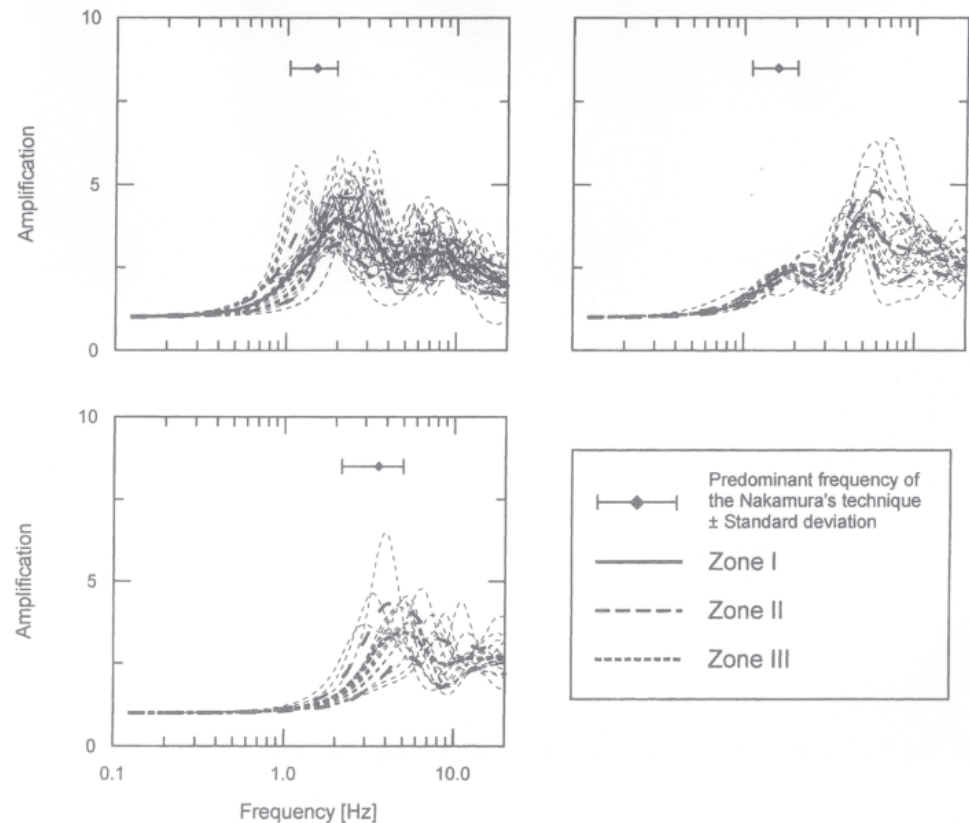 10
5
0
Amplification
10
5
0
0.1
1.0
10.0
Amplification
Frequency [Hz]
Predominant frequency of
the Nakamura's technique
± Standard deviation
Zone I
Zone II
Zone III